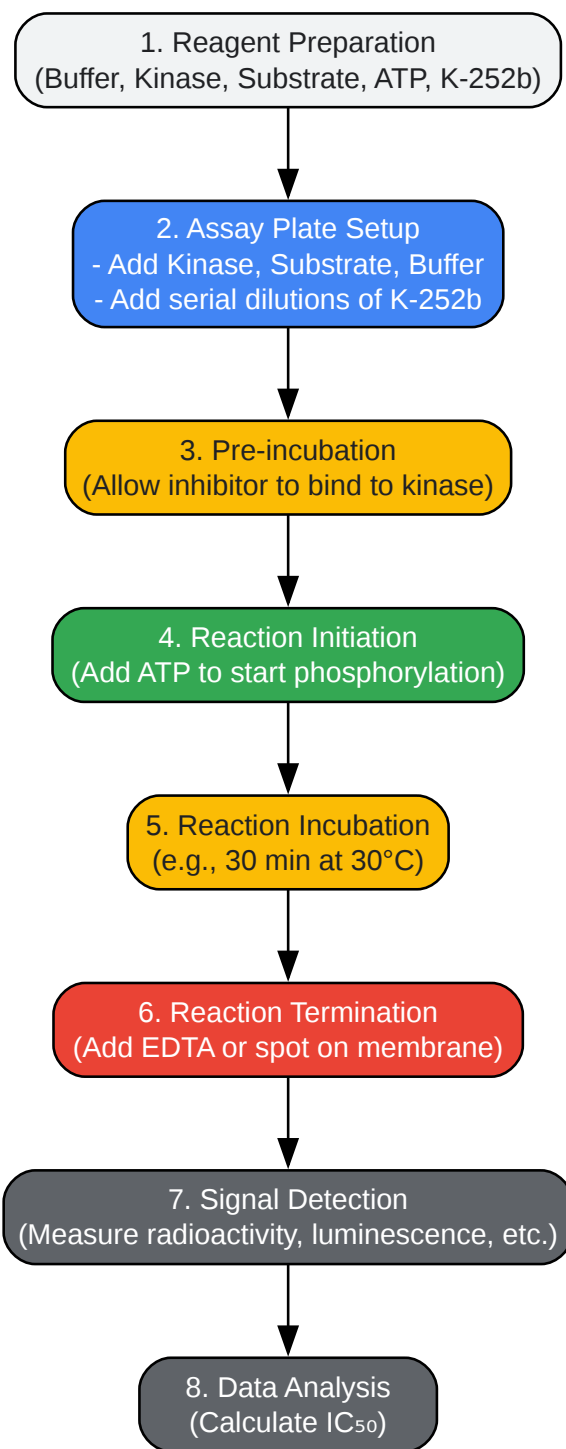 1. Reagent Preparation
(Buffer, Kinase, Substrate, ATP, K-252b)
2. Assay Plate Setup
- Add Kinase, Substrate, Buffer
- Add serial dilutions of K-252b
3. Pre-incubation
(Allow inhibitor to bind to kinase)
4. Reaction Initiation
(Add ATP to start phosphorylation)
5. Reaction Incubation
(e.g., 30 min at 30°C)
6. Reaction Termination
(Add EDTA or spot on membrane)
7. Signal Detection
(Measure radioactivity, luminescence, etc.)
8. Data Analysis
(Calculate IC₅₀)